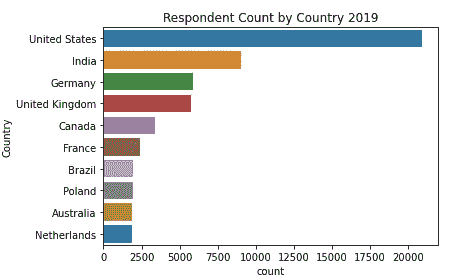 Respondent Count by Country 2019
United States
India
Germany
United Kingdom
Canada
France
Brazil
Poland
Australia
Netherlands
Country
0 2500 5000 7500 10000 12500 15000 17500 20000
count